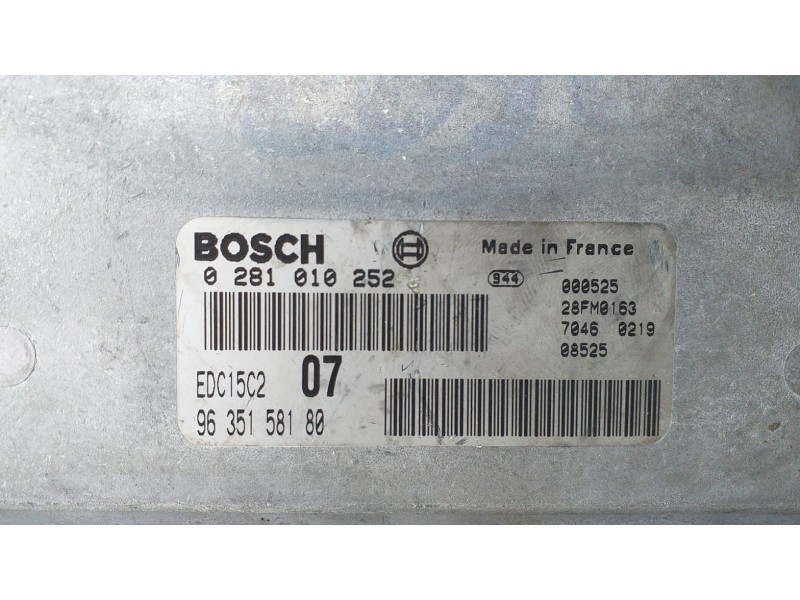 BOSCH
Made in France
0 281 010 252
944
000525
28FM0163
7046 0219
08525
EDC15C2 07
96 351 581 80